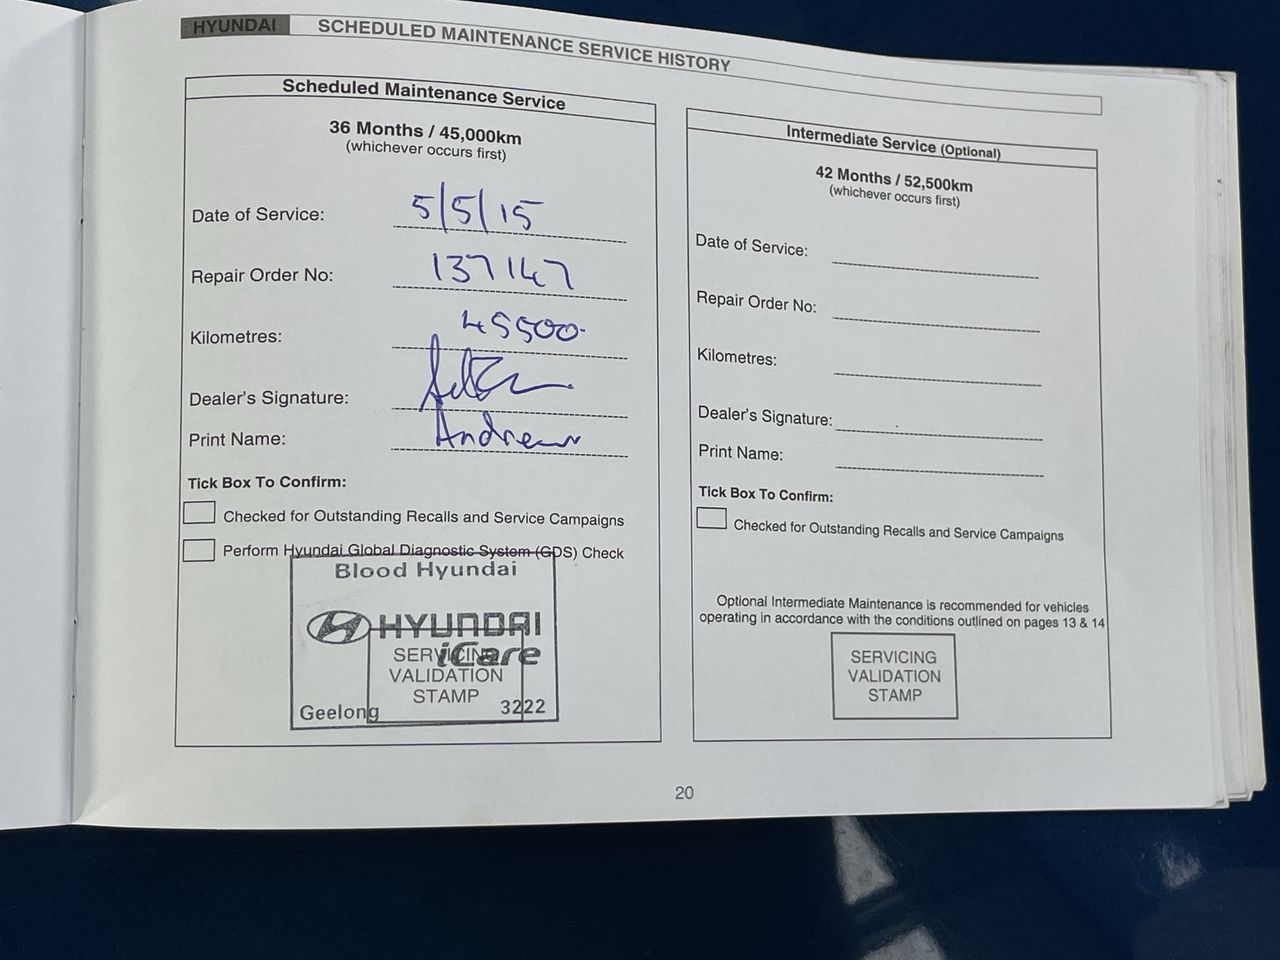 HYUNDAI SCHEDULED MAINTENANCE SERVICE HISTORY
Scheduled Maintenance Service
36 Months / 45,000km
(whichever occurs first)
Date of Service: 5/5/15
Repair Order No: 137147
Kilometres: 45500
Dealer's Signature:
Print Name: Andrew
Tick Box To Confirm:
Checked for Outstanding Recalls and Service Campaigns
Perform Hyundai Global Diagnostic System (GDS) Check
Blood Hyundai
HYUNDAI
iCare
SERVICING
VALIDATION
STAMP
Geelong 3222
Intermediate Service (Optional)
42 Months / 52,500km
(whichever occurs first)
Date of Service:
Repair Order No:
Kilometres:
Dealer's Signature:
Print Name:
Tick Box To Confirm:
Checked for Outstanding Recalls and Service Campaigns
Optional Intermediate Maintenance is recommended for vehicles
operating in accordance with the conditions outlined on pages 13 & 14
SERVICING
VALIDATION
STAMP
20